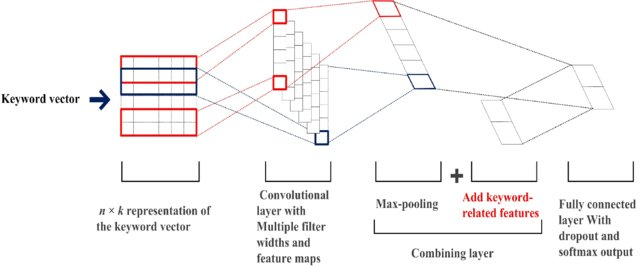 Keyword vector
n × k representation of
the keyword vector
Convolutional
layer with
Multiple filter
widths and
feature maps
Max-pooling
+
Add keyword-
related features
Combining layer
Fully connected
layer With
dropout and
softmax output